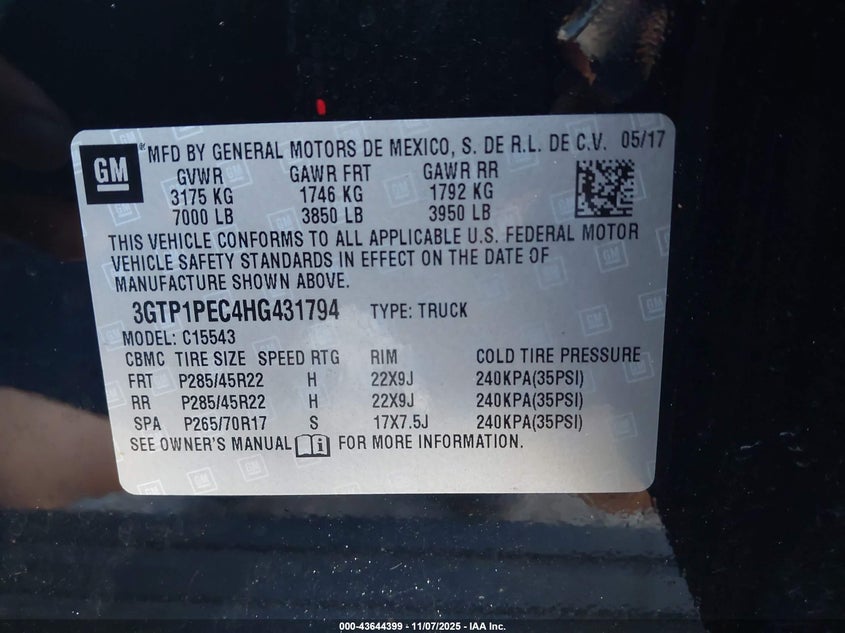 GM ® MFD BY GENERAL MOTORS DE MEXICO, S. DE R.L. DE C.V. 05/17
GVWR GAWR FRT GAWR RR
3175 KG 1746 KG 1792 KG
7000 LB 3850 LB 3950 LB
THIS VEHICLE CONFORMS TO ALL APPLICABLE U.S. FEDERAL MOTOR
VEHICLE SAFETY STANDARDS IN EFFECT ON THE DATE OF
MANUFACTURE SHOWN ABOVE.
3GTP1PEC4HG431794 TYPE: TRUCK
MODEL: C15543
CBMC TIRE SIZE SPEED RTG RIM COLD TIRE PRESSURE
FRT P285/45R22 H 22X9J 240KPA(35PSI)
RR P285/45R22 H 22X9J 240KPA(35PSI)
SPA P265/70R17 S 17X7.5J 240KPA(35PSI)
SEE OWNER'S MANUAL FOR MORE INFORMATION.
000-43644399 - 11/07/2025 - IAA Inc.